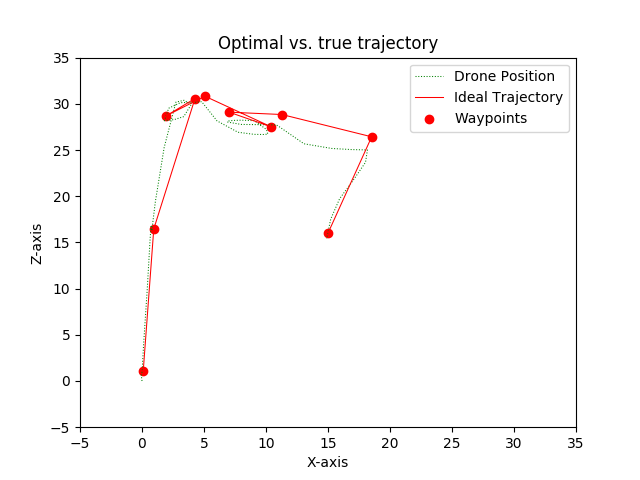 Optimal vs. true trajectory
Drone Position
Ideal Trajectory
Waypoints
Z-axis
35
30
25
20
15
10
5
0
−5
−5 0 5 10 15 20 25 30 35
X-axis